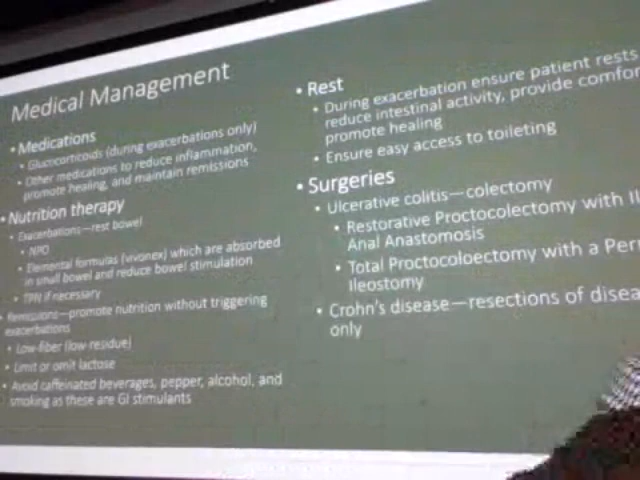 Medical Management
• Medications
• Glucocorticoids (during exacerbations only)
• Other medications to reduce inflammation,
promote healing, and maintain remissions
• Nutrition therapy
• Exacerbations—rest bowel
• NPO
• Elemental formulas (vivonex) which are absorbed
in small bowel and reduce bowel stimulation
• TPN if necessary
• Remissions—promote nutrition without triggering
exacerbations
• Low-fiber (low residue)
• Limit or omit lactose
• Avoid caffeinated beverages, pepper, alcohol, and
smoking as these are GI stimulants
• Rest
• During exacerbation ensure patient rests
reduce intestinal activity, provide comfo
promote healing
• Ensure easy access to toileting
• Surgeries
• Ulcerative colitis—colectomy
• Restorative Proctocolectomy with Il
Anal Anastomosis
• Total Proctocoloectomy with a Per
Ileostomy
• Crohn's disease—resections of disea
only